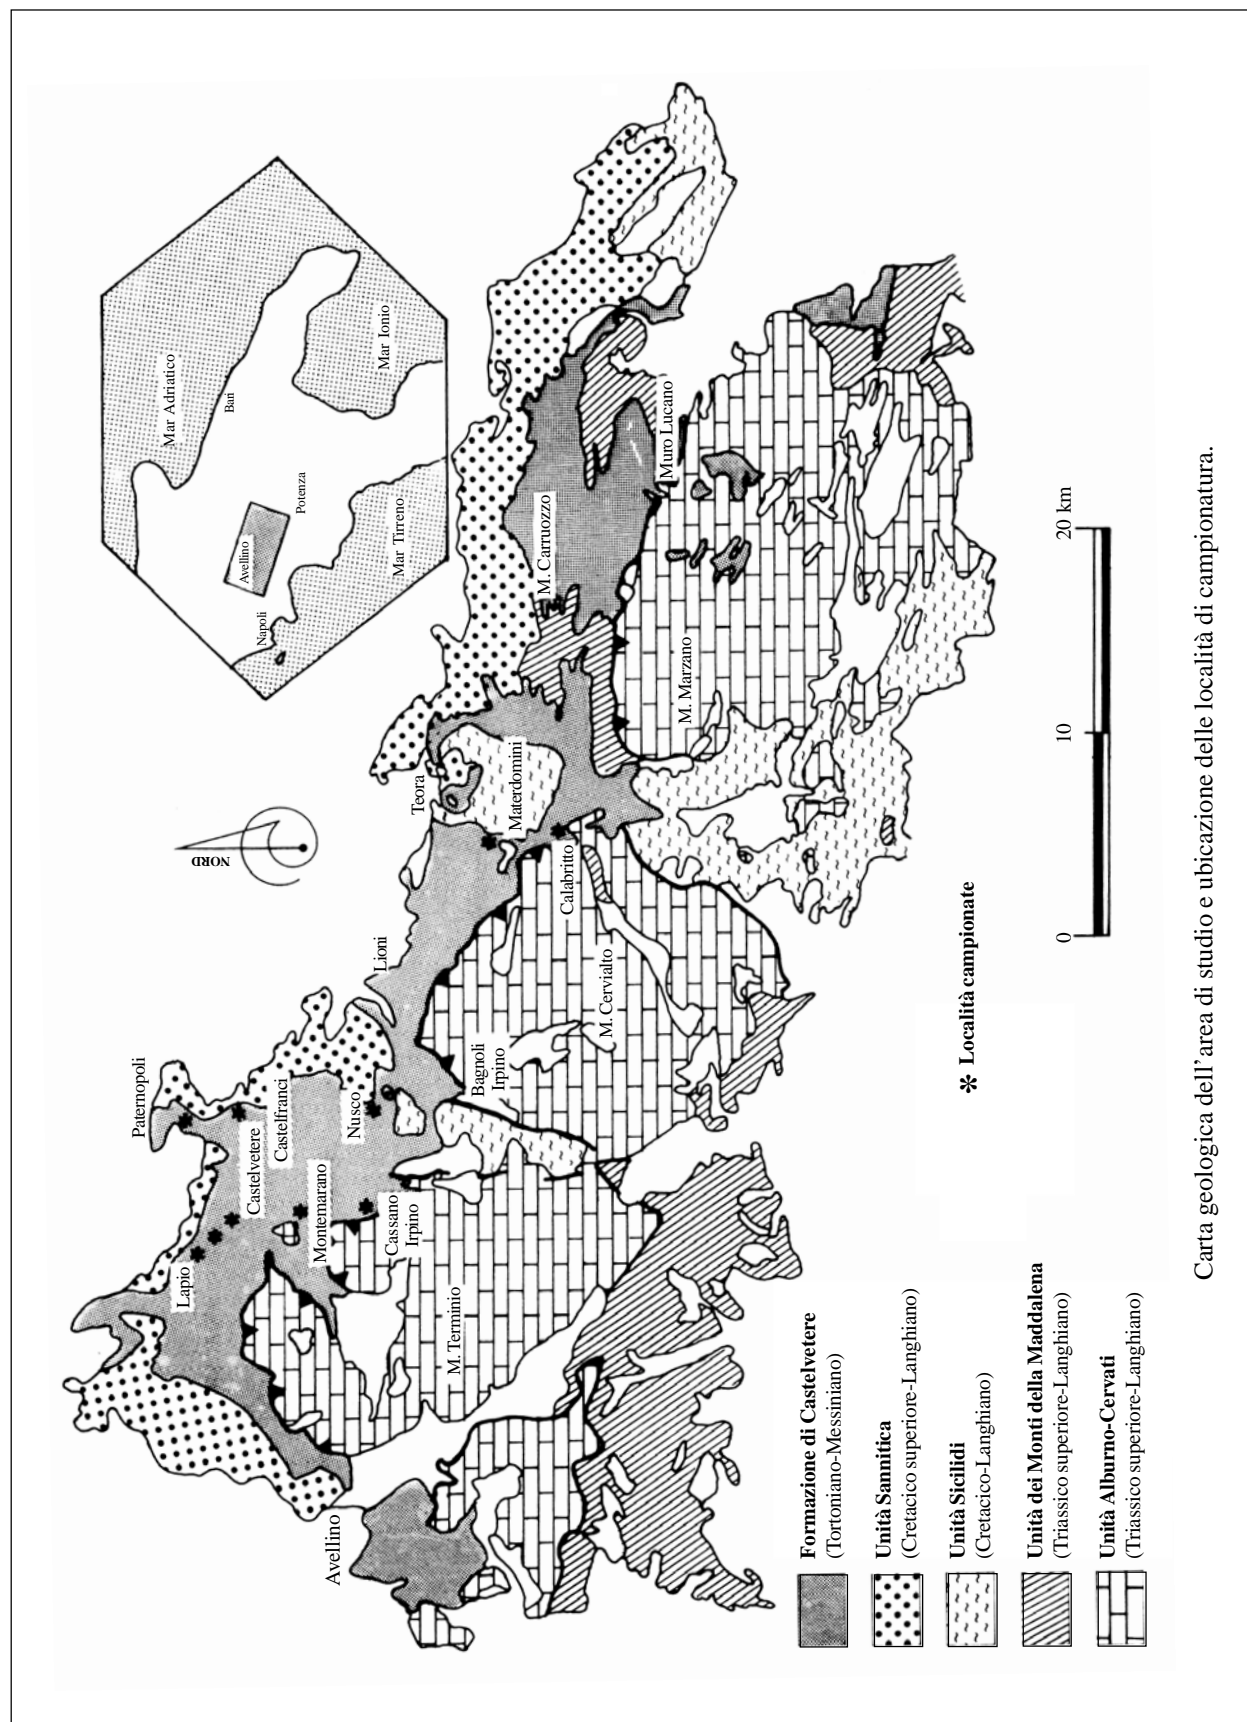 Mar Adriatico
Bari
Mar Ionio
Potenza
Avellino
Mar Tirreno
Napoli
NORD
Paternopoli
Lapio
Castelvetere
Castelfranci
Montemarano
Nusco
Cassano
Irpino
Lioni
Teora
Materdomini
M. Carruozzo
Muro Lucano
Avellino
M. Terminio
Bagnoli
Irpino
Calabritto
M. Cervialto
M. Marzano
* Località campionate
0
10
20 km
Formazione di Castelvetere
(Tortoniano-Messiniano)
Unità Sannitica
(Cretacico superiore-Langhiano)
Unità Sicilidi
(Cretacico-Langhiano)
Unità dei Monti della Maddalena
(Triassico superiore-Langhiano)
Unità Alburno-Cervati
(Triassico superiore-Langhiano)
Carta geologica dell'area di studio e ubicazione delle località di campionatura.